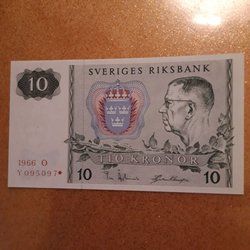 SVERIGES RIKSBANK
10
1966 O
Y 095097*
TIO KRONOR
10
10